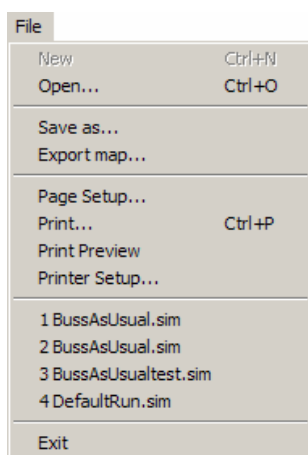 File
New Ctrl+N
Open... Ctrl+O
Save as...
Export map...
Page Setup...
Print... Ctrl+P
Print Preview
Printer Setup...
1 BussAsUsual.sim
2 BussAsUsual.sim
3 BussAsUsualtest.sim
4 DefaultRun.sim
Exit